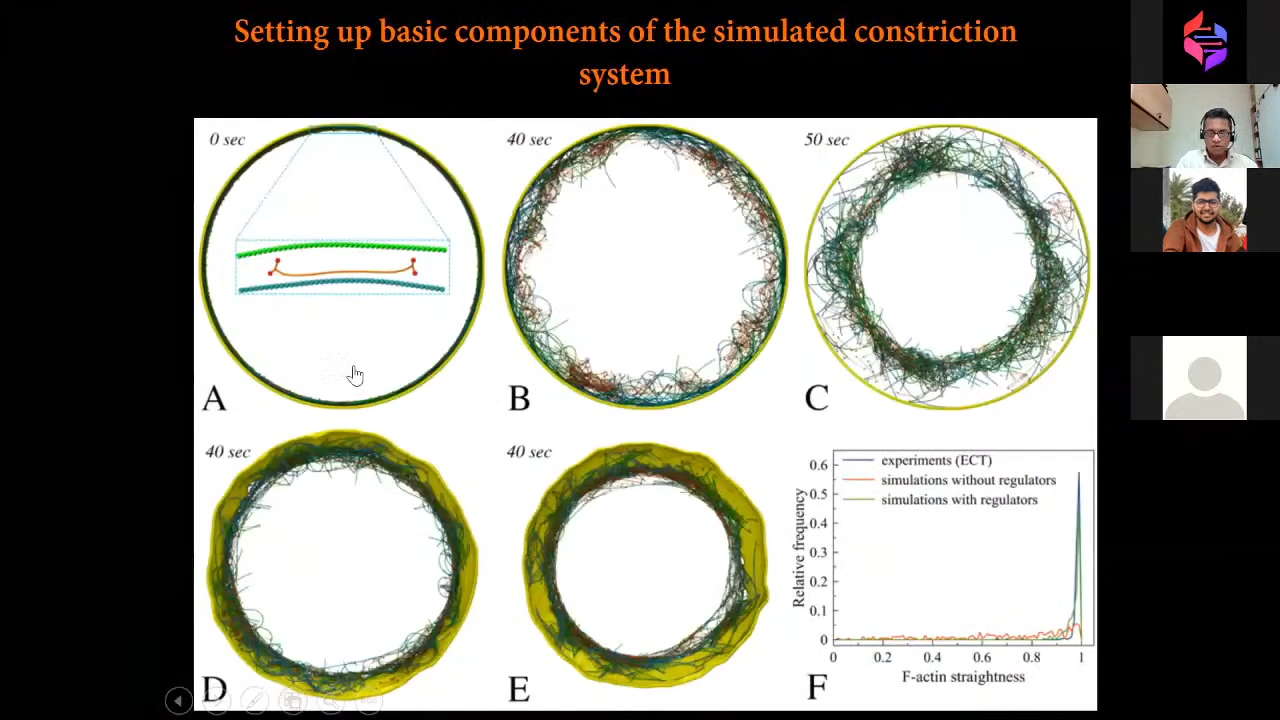 Setting up basic components of the simulated constriction
system
0 sec
40 sec
50 sec
A
B
C
40 sec
40 sec
D
E
F
experiments (ECT)
simulations without regulators
simulations with regulators
Relative frequency
0.6
0.5
0.4
0.3
0.2
0.1
0
0
0.2
0.4
0.6
0.8
1
F-actin straightness